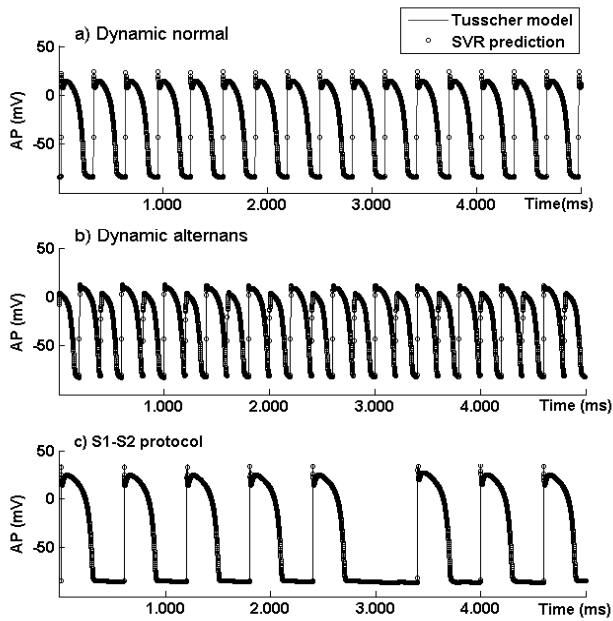 Tusscher model
SVR prediction
a) Dynamic normal
50
0
-50
AP (mV)
1.000
2.000
3.000
4.000
Time(ms)
b) Dynamic alternans
50
0
-50
AP (mV)
1.000
2.000
3.000
4.000
Time (ms)
c) S1-S2 protocol
50
0
-50
AP (mV)
1.000
2.000
3.000
4.000
Time (ms)